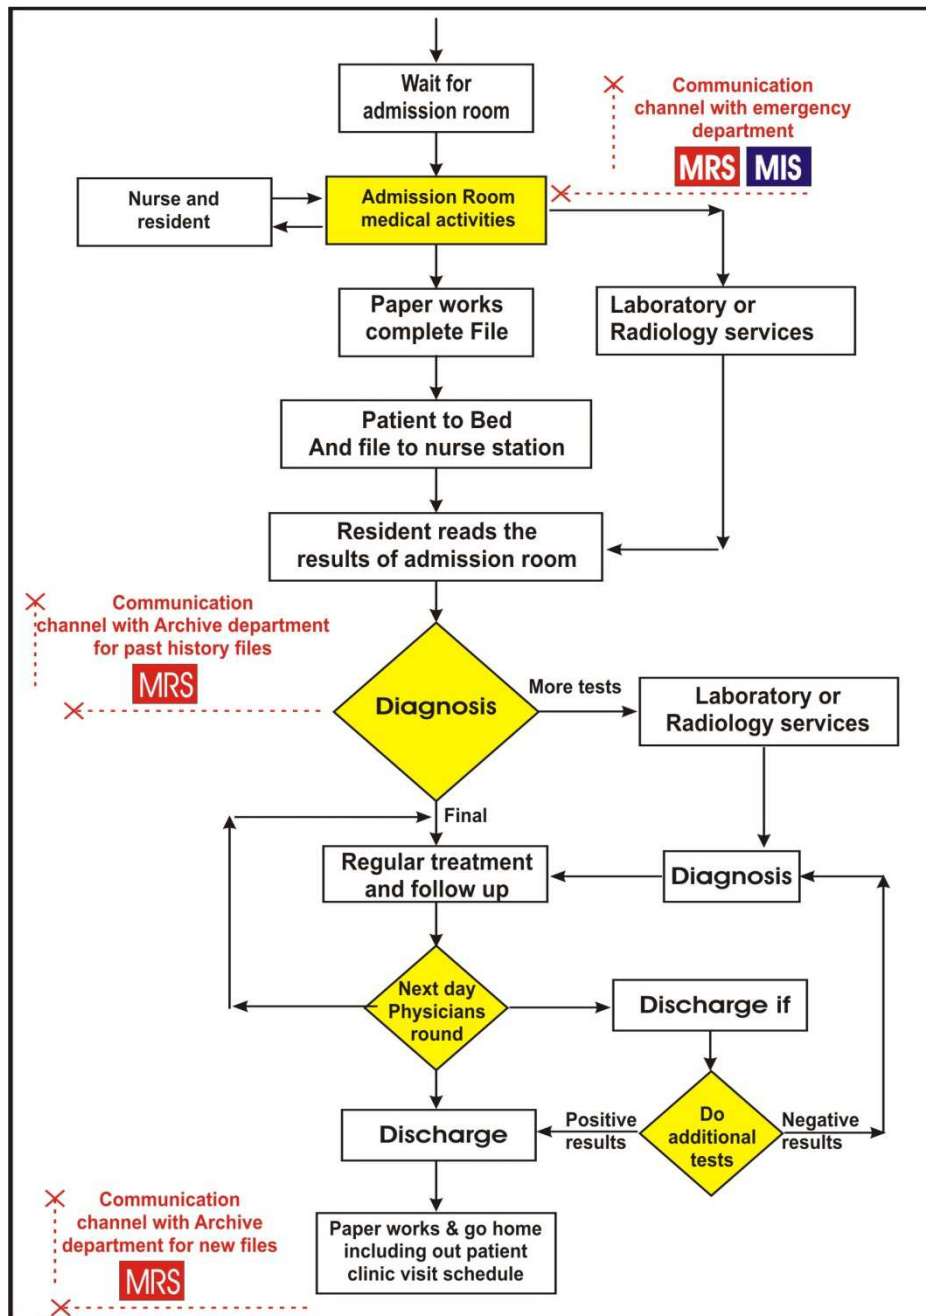 Wait for
admission room
Communication
channel with emergency
department
MRS MIS
Nurse and
resident
Admission Room
medical activities
Paper works
complete File
Laboratory or
Radiology services
Patient to Bed
And file to nurse station
Resident reads the
results of admission room
Communication
channel with Archive department
for past history files
MRS
Diagnosis
More tests
Laboratory or
Radiology services
Final
Regular treatment
and follow up
Diagnosis
Next day
Physicians
round
Discharge if
Discharge
Positive
results
Do
additional
tests
Negative
results
Communication
channel with Archive
department for new files
MRS
Paper works & go home
including out patient
clinic visit schedule